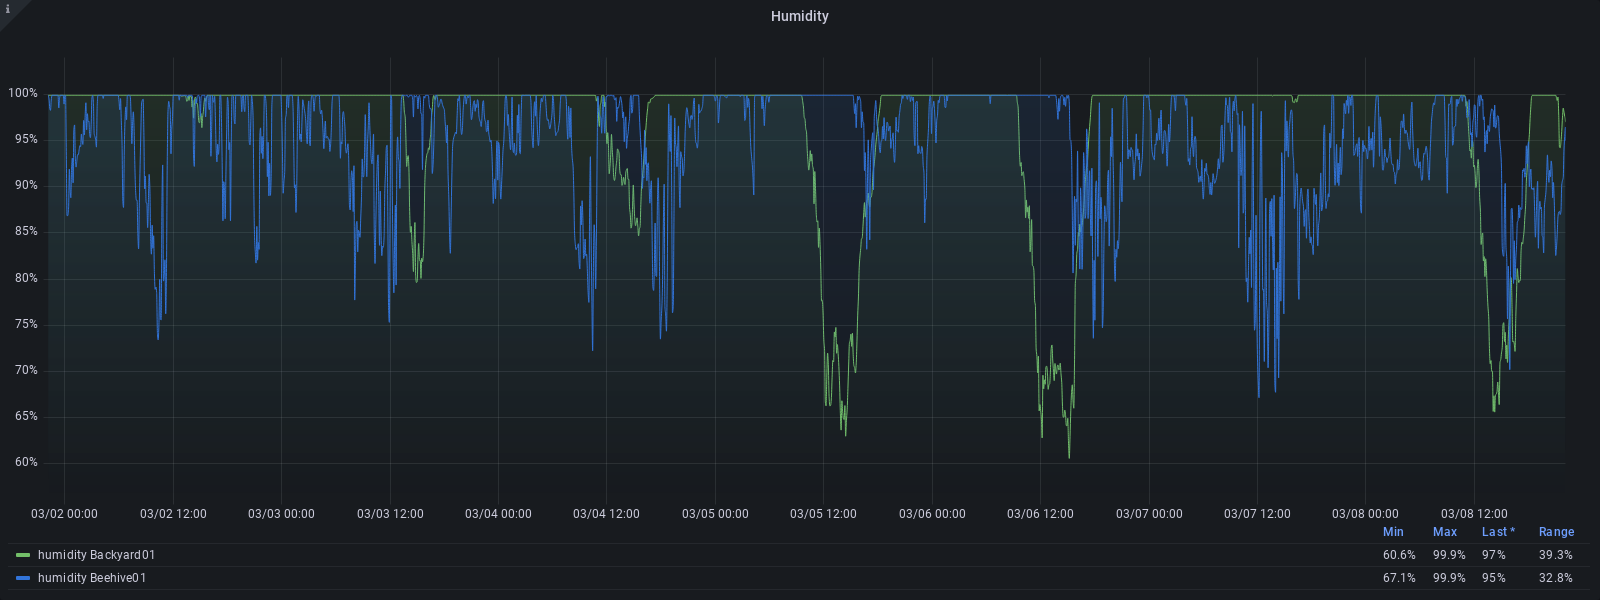 i
Humidity
100%
95%
90%
85%
80%
75%
70%
65%
60%
03/02 00:00 03/02 12:00 03/03 00:00 03/03 12:00 03/04 00:00 03/04 12:00 03/05 00:00 03/05 12:00 03/06 00:00 03/06 12:00 03/07 00:00 03/07 12:00 03/08 00:00 03/08 12:00
Min Max Last * Range
humidity Backyard01 60.6% 99.9% 97% 39.3%
humidity Beehive01 67.1% 99.9% 95% 32.8%